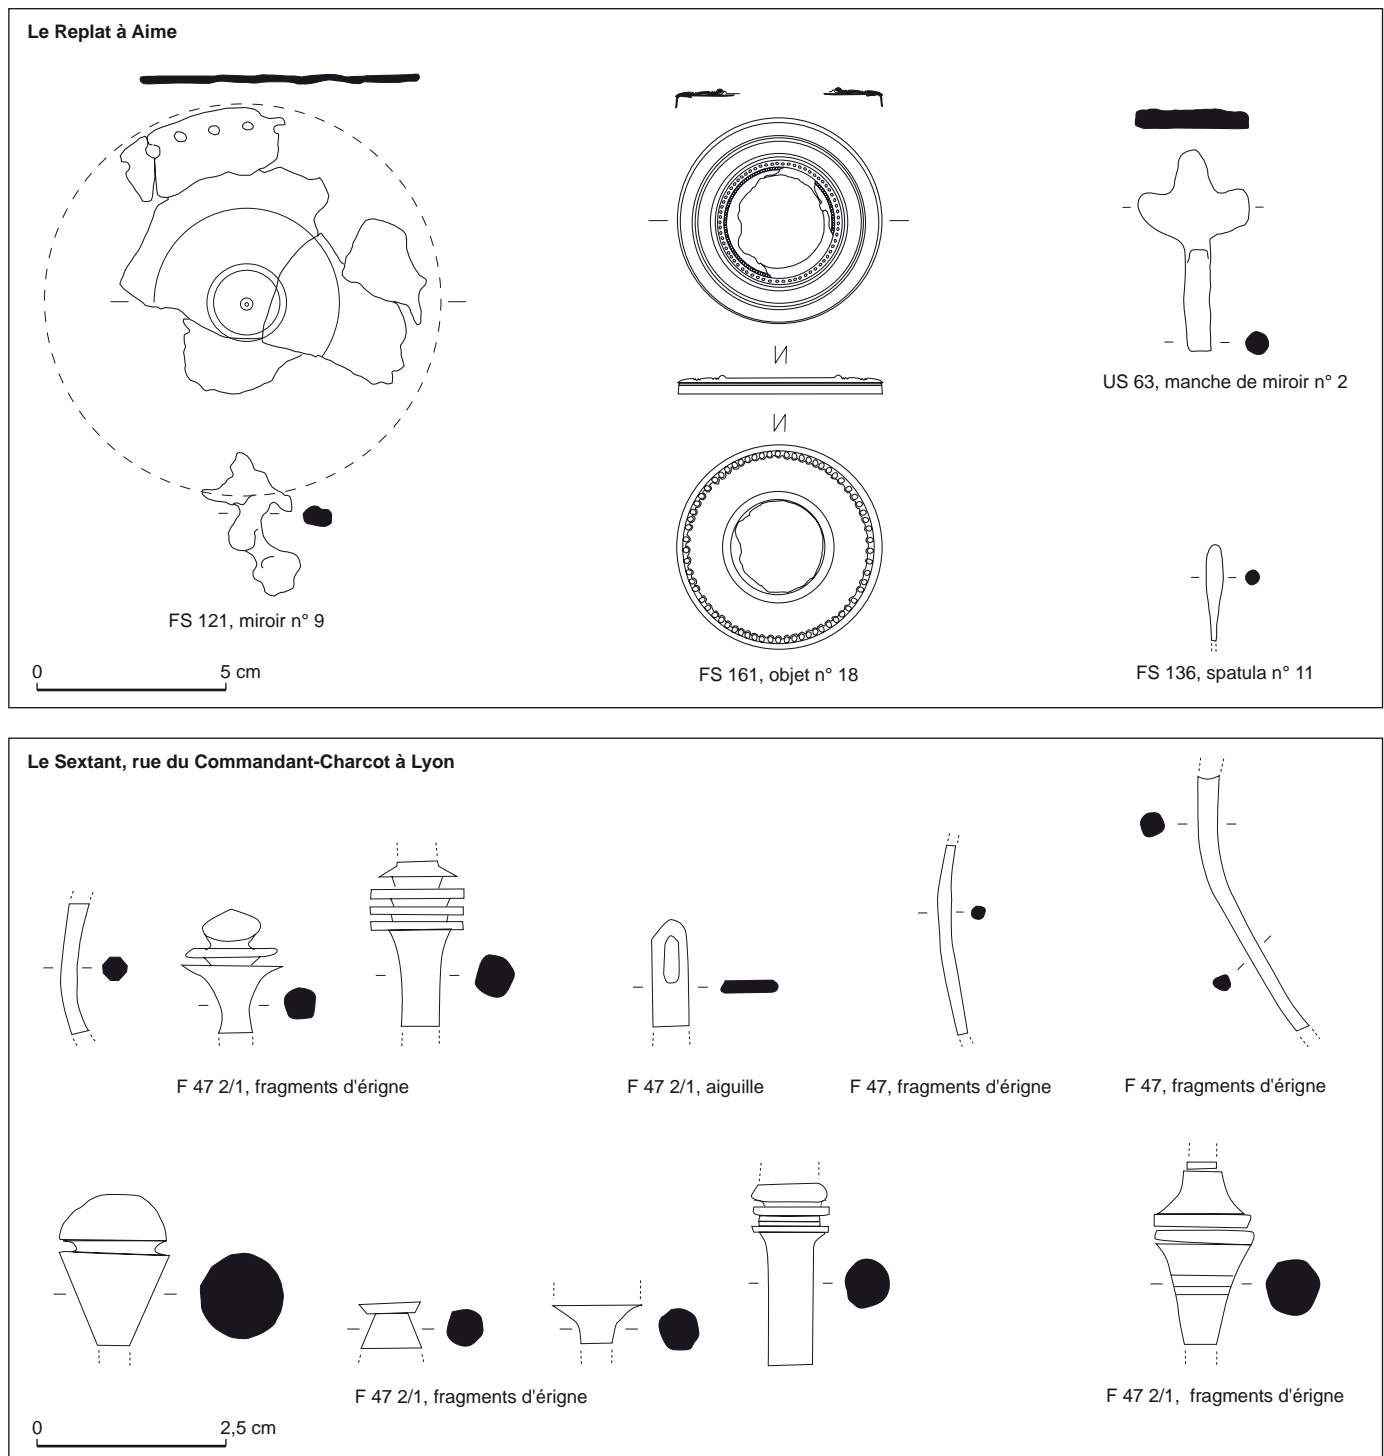 Le Replat à Aime
US 63, manche de miroir n° 2
FS 121, miroir n° 9
0 5 cm
FS 161, objet n° 18
FS 136, spatula n° 11
Le Sextant, rue du Commandant-Charcot à Lyon
F 47 2/1, fragments d'érigne
F 47 2/1, aiguille
F 47, fragments d'érigne
F 47, fragments d'érigne
F 47 2/1, fragments d'érigne
F 47 2/1, fragments d'érigne
0 2,5 cm